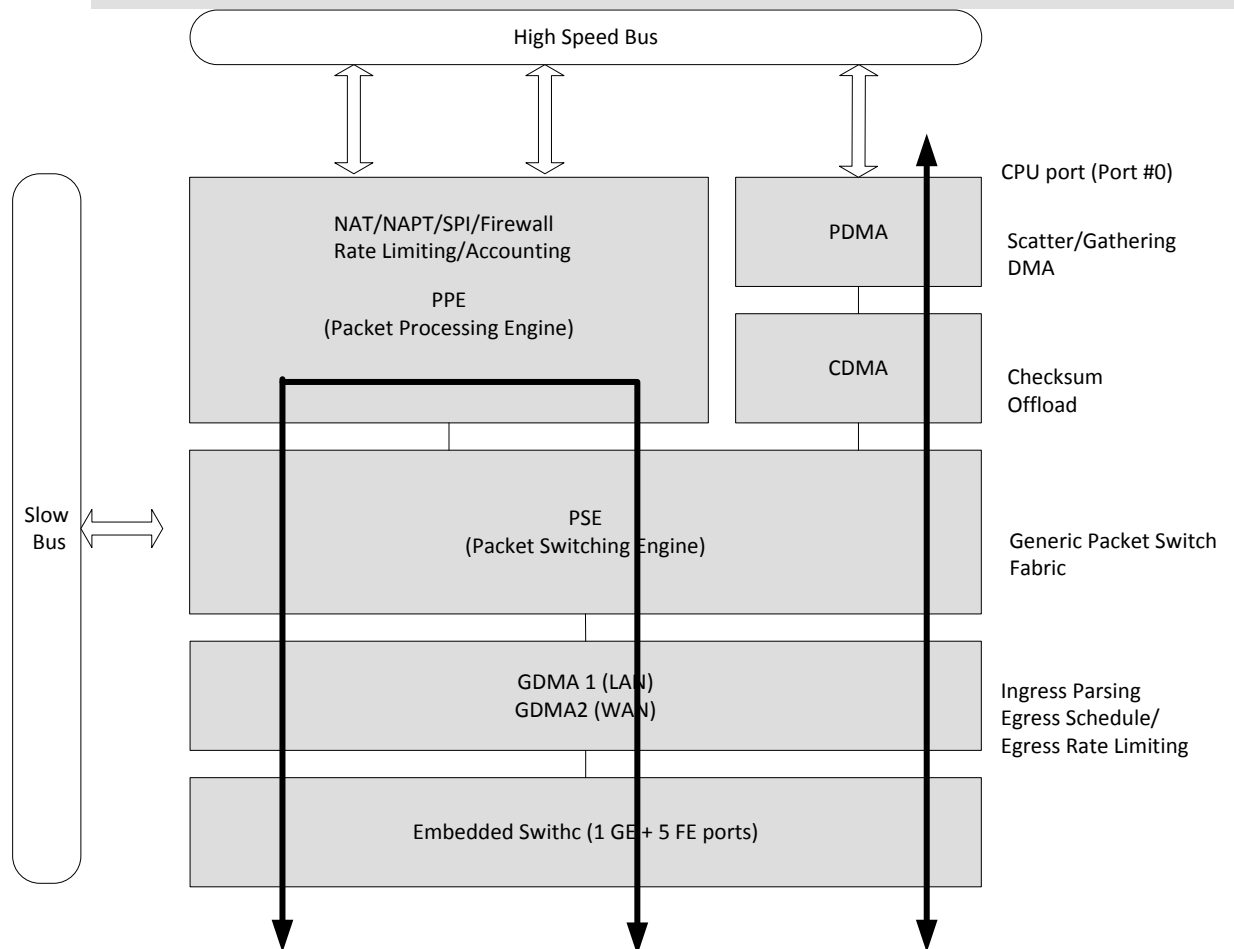 High Speed Bus
CPU port (Port #0)
NAT/NAPT/SPI/Firewall
Rate Limiting/Accounting
PPE
(Packet Processing Engine)
PDMA
Scatter/Gathering
DMA
CDMA
Checksum
Offload
Slow
Bus
PSE
(Packet Switching Engine)
Generic Packet Switch
Fabric
GDMA 1 (LAN)
GDMA2 (WAN)
Ingress Parsing
Egress Schedule/
Egress Rate Limiting
Embedded Swithc (1 GE + 5 FE ports)